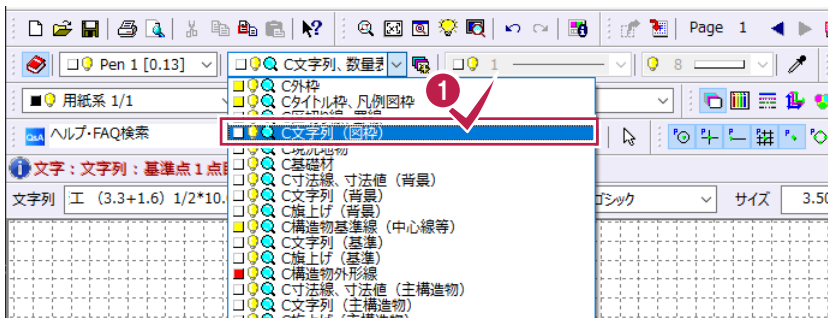 Page 1
Pen 1 [0.13] C文字列、数量 1 8
用紙系 1/1
C外枠
Cタイトル枠、凡例図枠
1
ヘルプ・FAQ検索
C文字列（図枠）
C現況地物
文字：文字列：基準点１点
C基礎材
C寸法線、寸法値（背景）
文字列 工 （3.3+1.6）1/2*10. C文字列（背景） ゴシック サイズ 3.50
C旗上げ（背景）
C構造物基準線（中心線等）
C文字列（基準）
C旗上げ（基準）
C構造物外形線
C寸法線、寸法値（主構造物）
C文字列（主構造物）